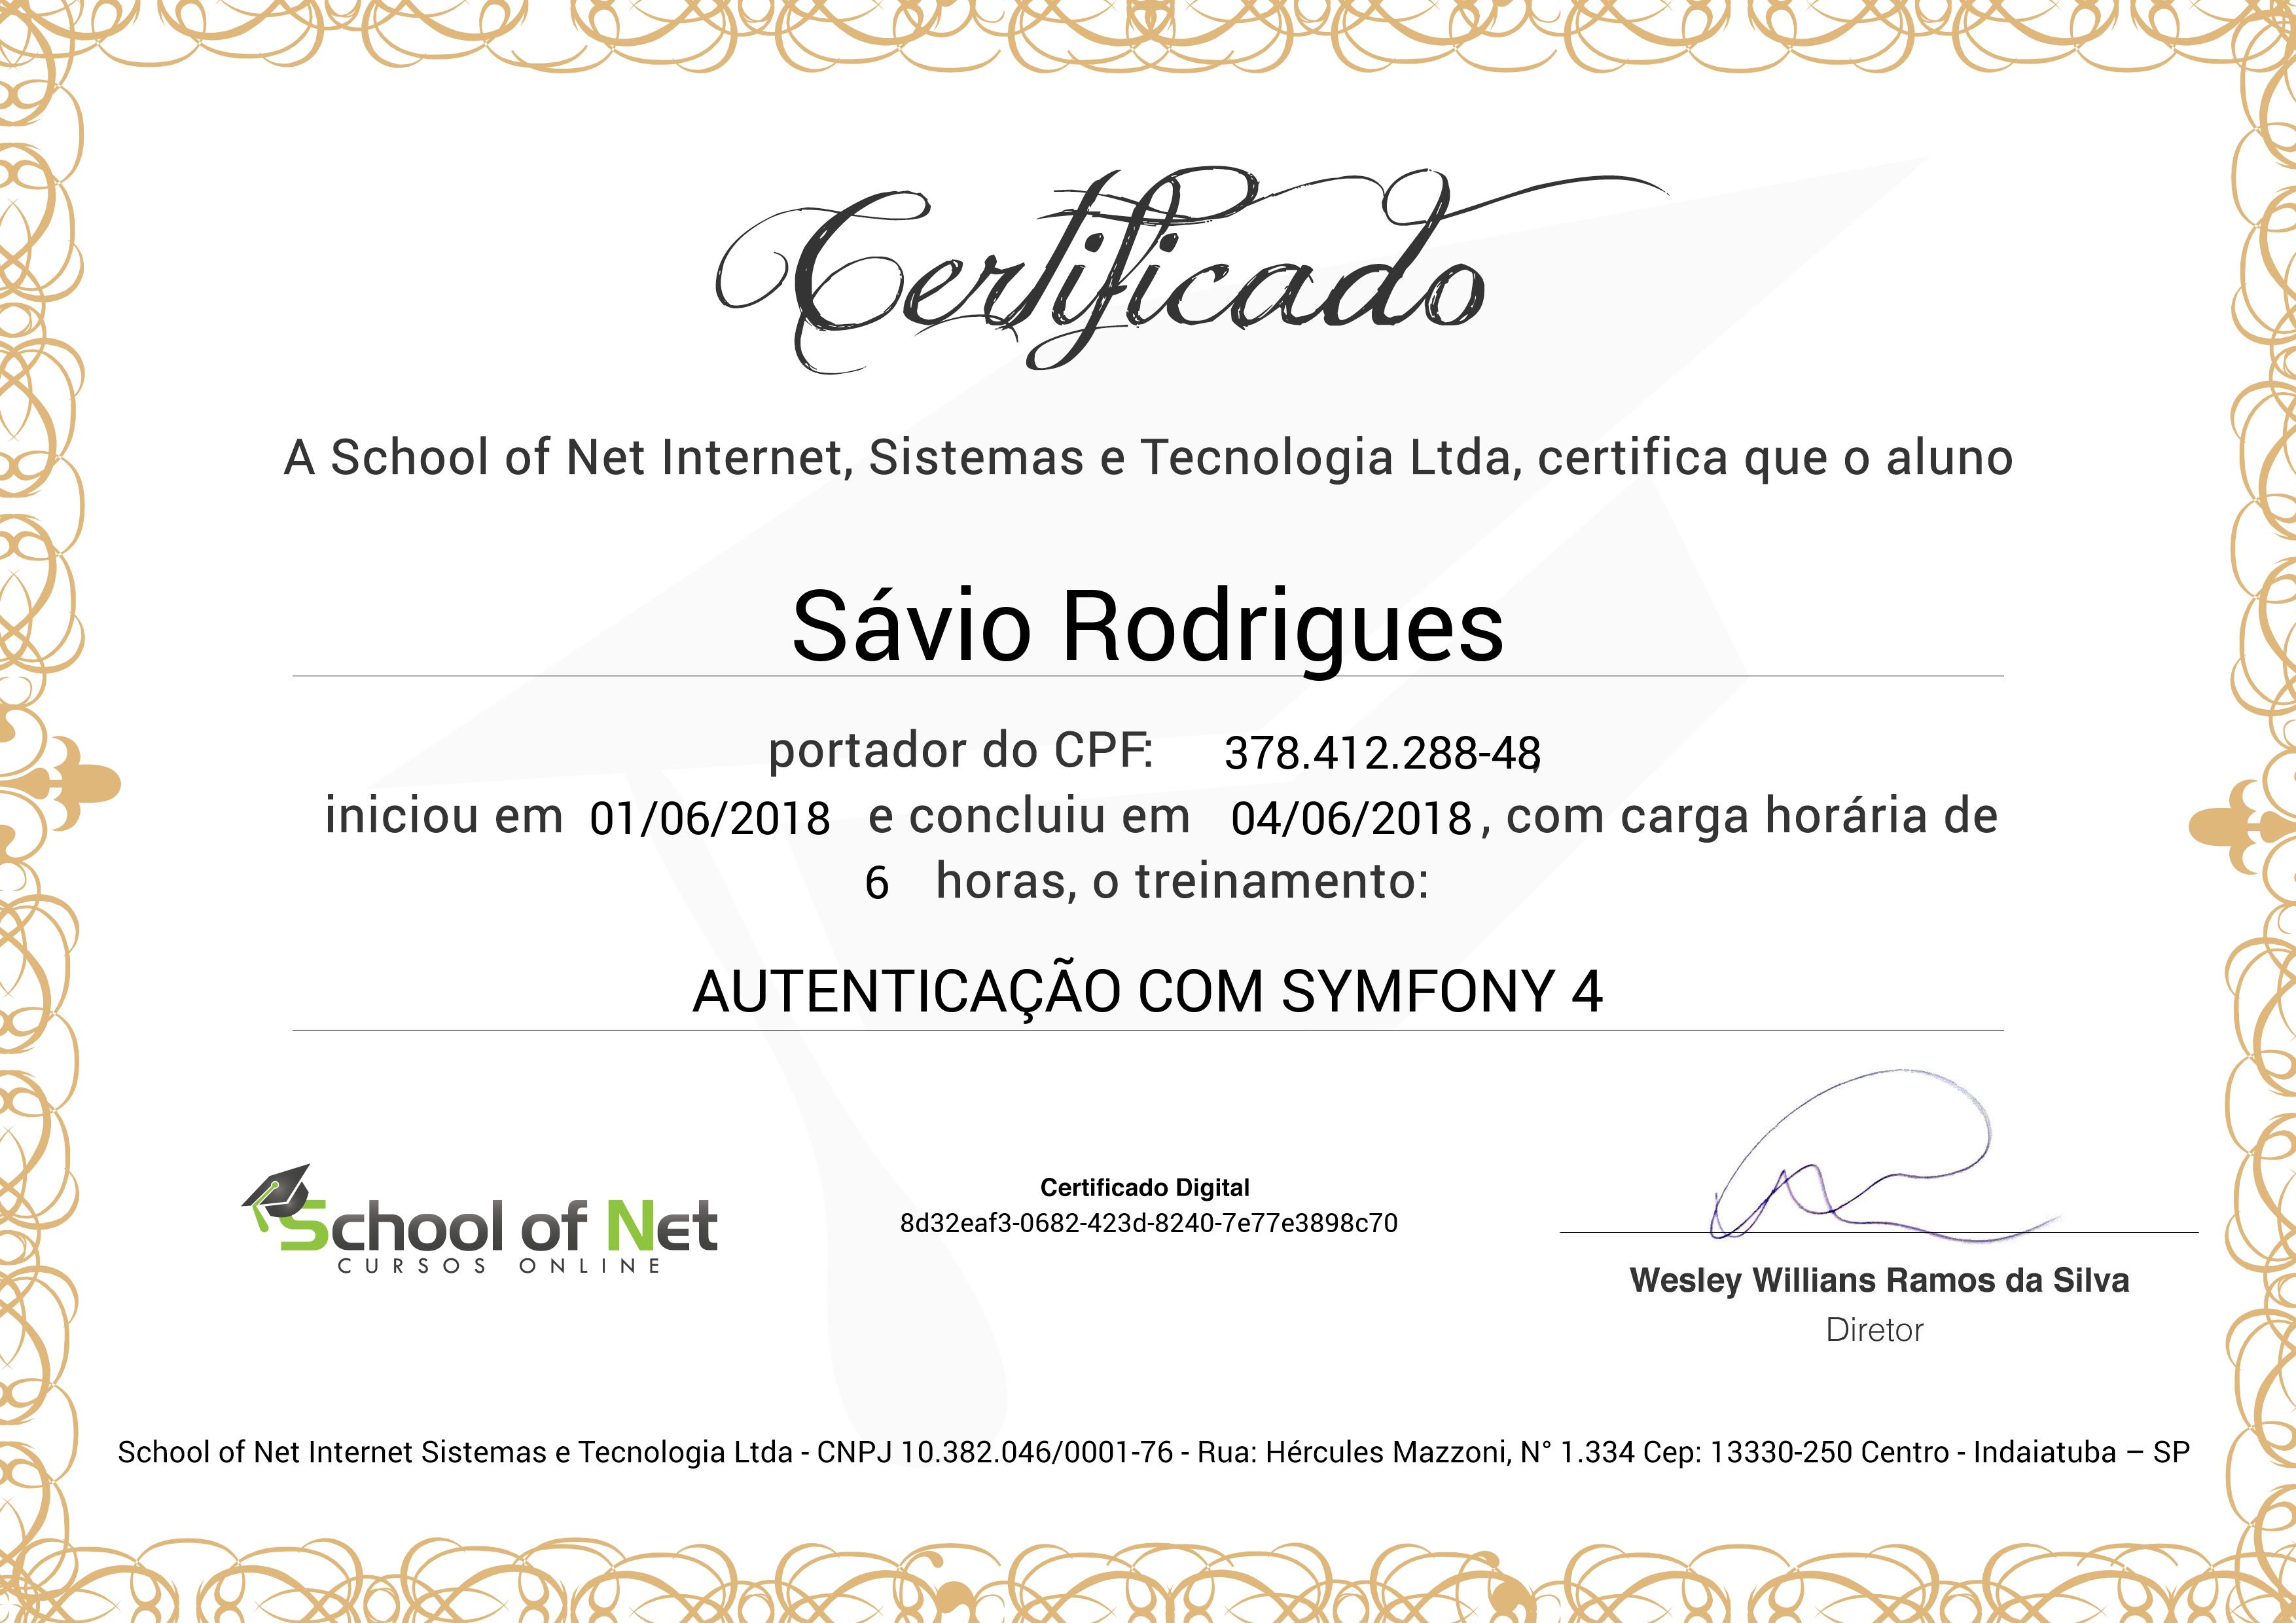 Certificado
A School of Net Internet, Sistemas e Tecnologia Ltda, certifica que o aluno
Sávio Rodrigues
portador do CPF: 378.412.288-48,
iniciou em 01/06/2018 e concluiu em 04/06/2018, com carga horária de
6 horas, o treinamento:
AUTENTICAÇÃO COM SYMFONY 4
School of Net
CURSOS ONLINE
Certificado Digital
8d32eaf3-0682-423d-8240-7e77e3898c70
Wesley Willians Ramos da Silva
Diretor
School of Net Internet Sistemas e Tecnologia Ltda - CNPJ 10.382.046/0001-76 - Rua: Hércules Mazzoni, N° 1.334 Cep: 13330-250 Centro - Indaiatuba – SP